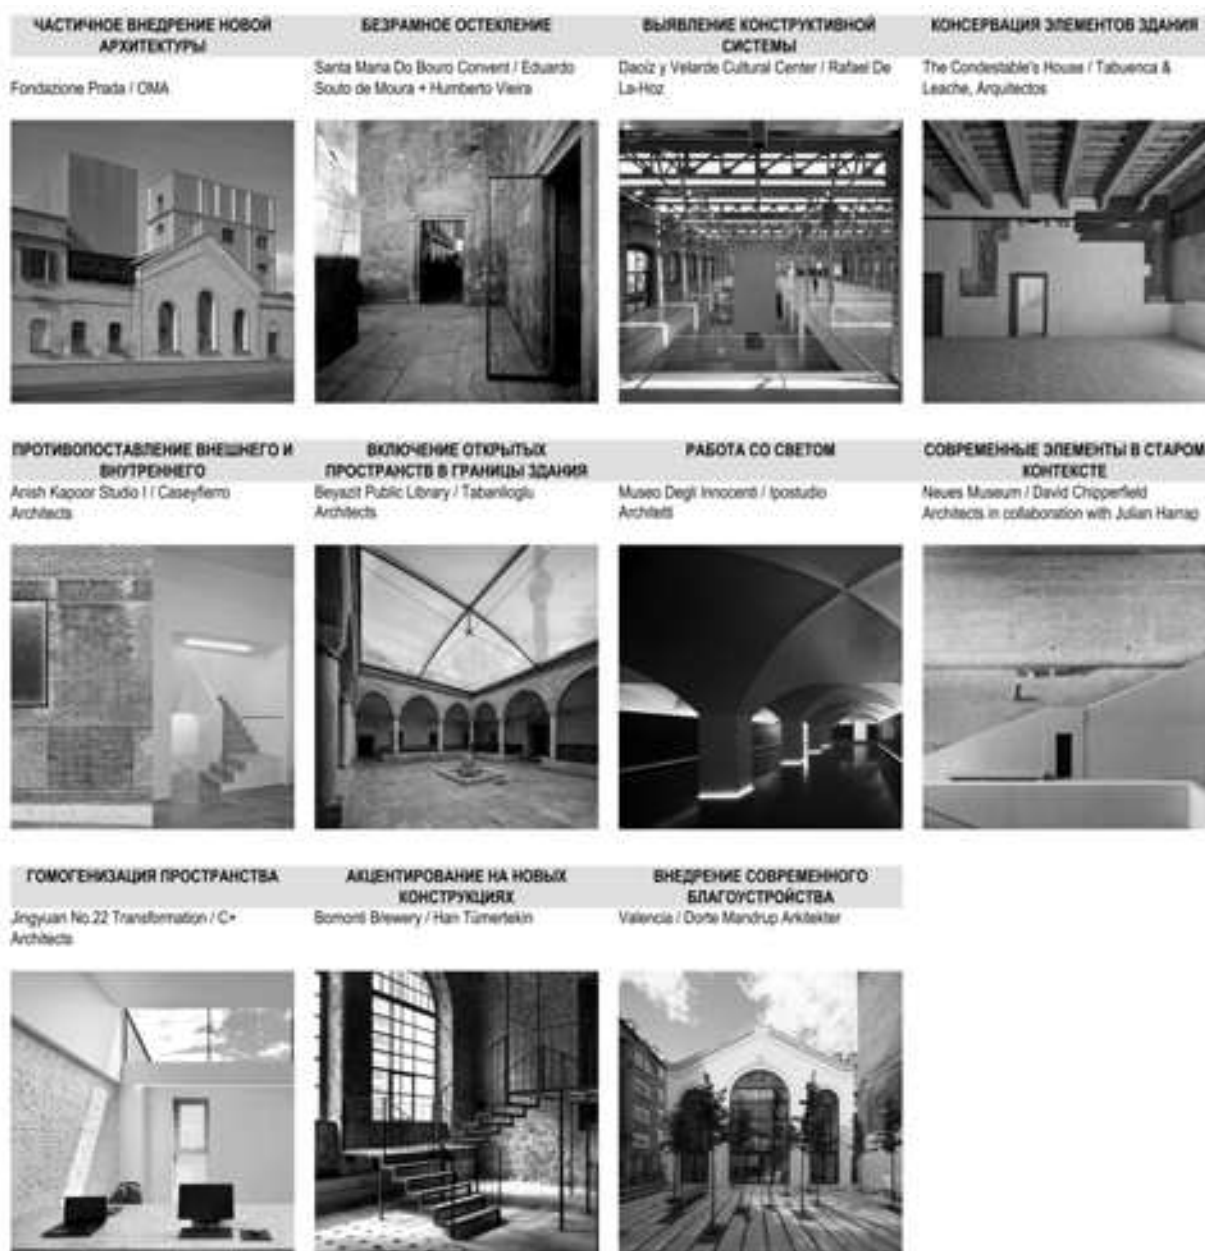 ЧАСТИЧНОЕ ВНЕДРЕНИЕ НОВОЙ
АРХИТЕКТУРЫ
Fondazione Prada / OMA
БЕЗРАМНОЕ ОСТЕКЛЕНИЕ
Santa Maria Do Bouro Convent / Eduardo
Souto de Moura + Humberto Vieira
ВЫЯВЛЕНИЕ КОНСТРУКТИВНОЙ
СИСТЕМЫ
Daoiz y Velarde Cultural Center / Rafael De
La-Hoz
КОНСЕРВАЦИЯ ЭЛЕМЕНТОВ ЗДАНИЯ
The Condestable's House / Tabuenca &
Leache, Arquitectos
ПРОТИВОПОСТАВЛЕНИЕ ВНЕШНЕГО И
ВНУТРЕННЕГО
Anish Kapoor Studio I / Caseyfierro
Architects
ВКЛЮЧЕНИЕ ОТКРЫТЫХ
ПРОСТРАНСТВ В ГРАНИЦЫ ЗДАНИЯ
Beyazit Public Library / Tabanlioglu
Architects
РАБОТА СО СВЕТОМ
Museo Degli Innocenti / Ipostudio
Architetti
СОВРЕМЕННЫЕ ЭЛЕМЕНТЫ В СТАРОМ
КОНТЕКСТЕ
Neues Museum / David Chipperfield
Architects in collaboration with Julian Harrap
ГОМОГЕНИЗАЦИЯ ПРОСТРАНСТВА
Jingyuan No.22 Transformation / C+
Architects
АКЦЕНТИРОВАНИЕ НА НОВЫХ
КОНСТРУКЦИЯХ
Bomonti Brewery / Han Tümertekin
ВНЕДРЕНИЕ СОВРЕМЕННОГО
БЛАГОУСТРОЙСТВА
Valencia / Dorte Mandrup Arkitekter